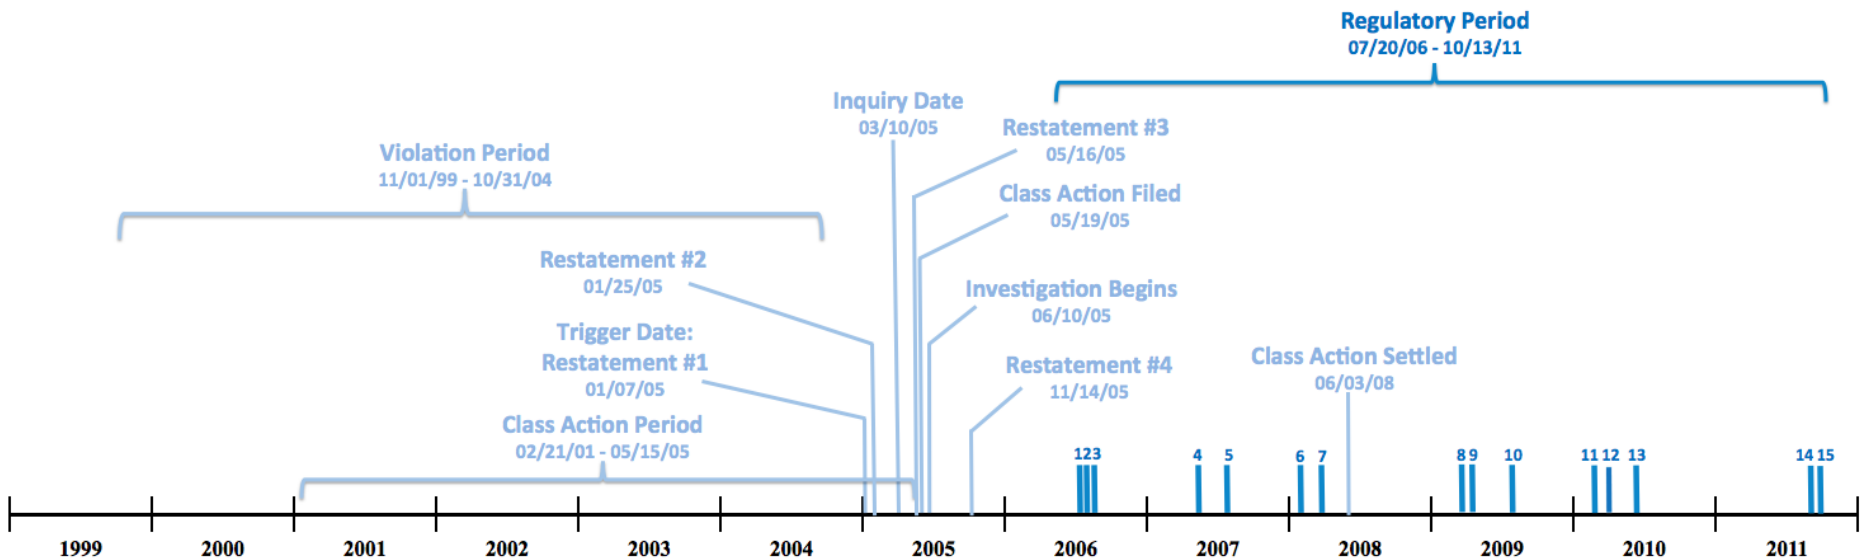 Regulatory Period
07/20/06 - 10/13/11
Inquiry Date
03/10/05
Restatement #3
05/16/05
Violation Period
11/01/99 - 10/31/04
Class Action Filed
05/19/05
Restatement #2
01/25/05
Investigation Begins
06/10/05
Trigger Date:
Restatement #1
01/07/05
Restatement #4
11/14/05
Class Action Settled
06/03/08
Class Action Period
02/21/01 - 05/15/05
1 2 3 4 5 6 7 8 9 10 11 12 13 14 15
1999 2000 2001 2002 2003 2004 2005 2006 2007 2008 2009 2010 2011